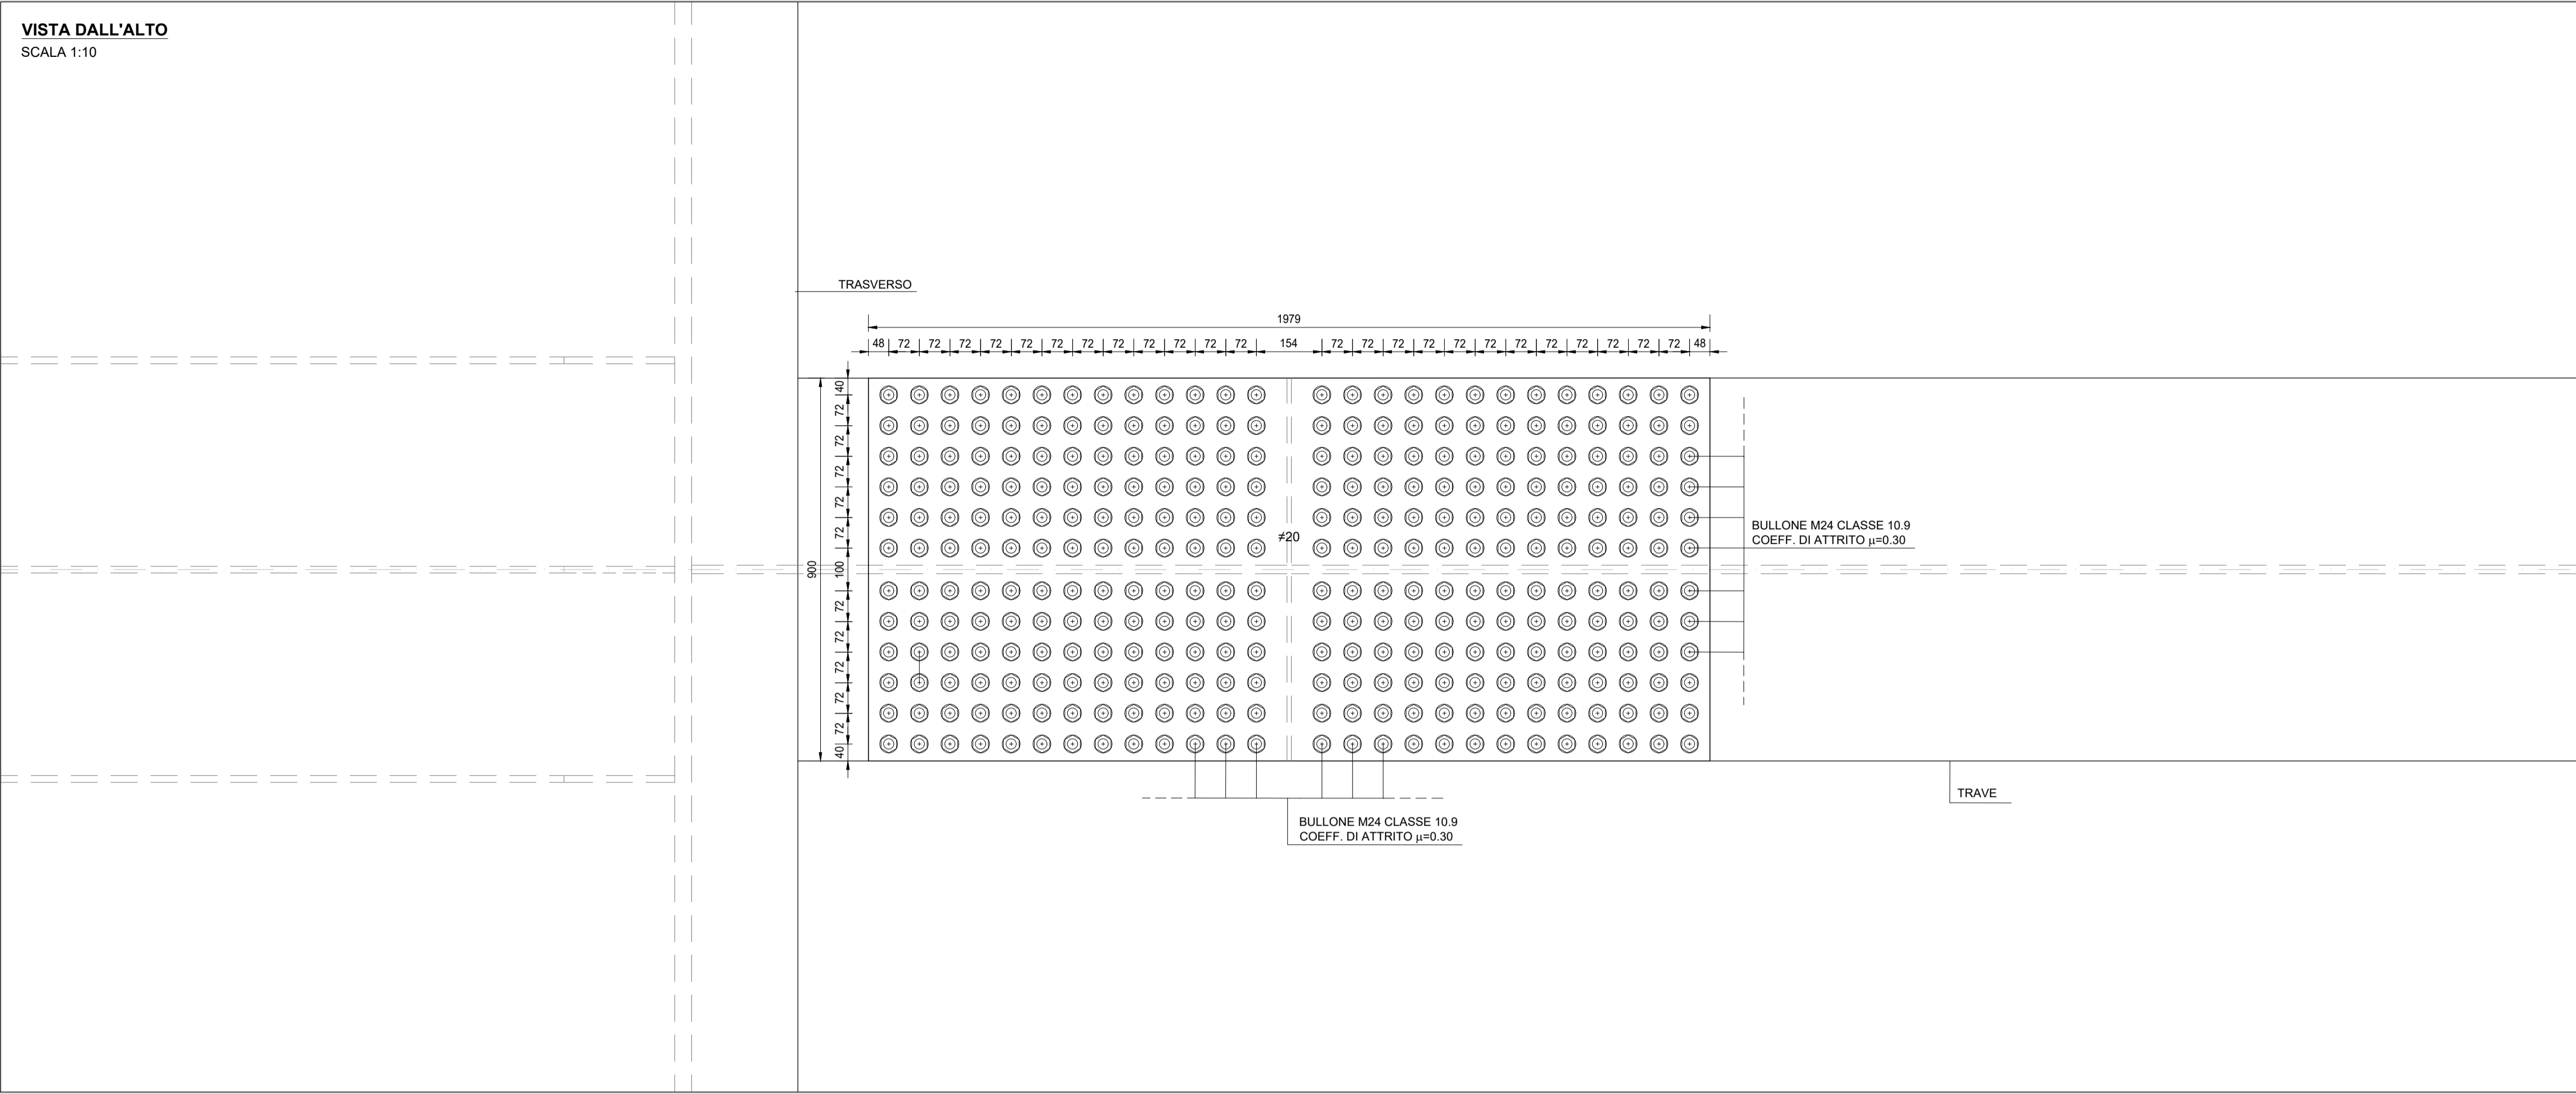 VISTA DALL'ALTO
SCALA 1:10
TRASVERSO
1979
48 72 72 72 72 72 72 72 72 72 72 72 72 154 72 72 72 72 72 72 72 72 72 72 72 72 48
900
40
72
72
72
72
72
100
72
72
72
72
72
40
≠20
BULLONE M24 CLASSE 10.9
COEFF. DI ATTRITO μ=0.30
TRAVE
BULLONE M24 CLASSE 10.9
COEFF. DI ATTRITO μ=0.30